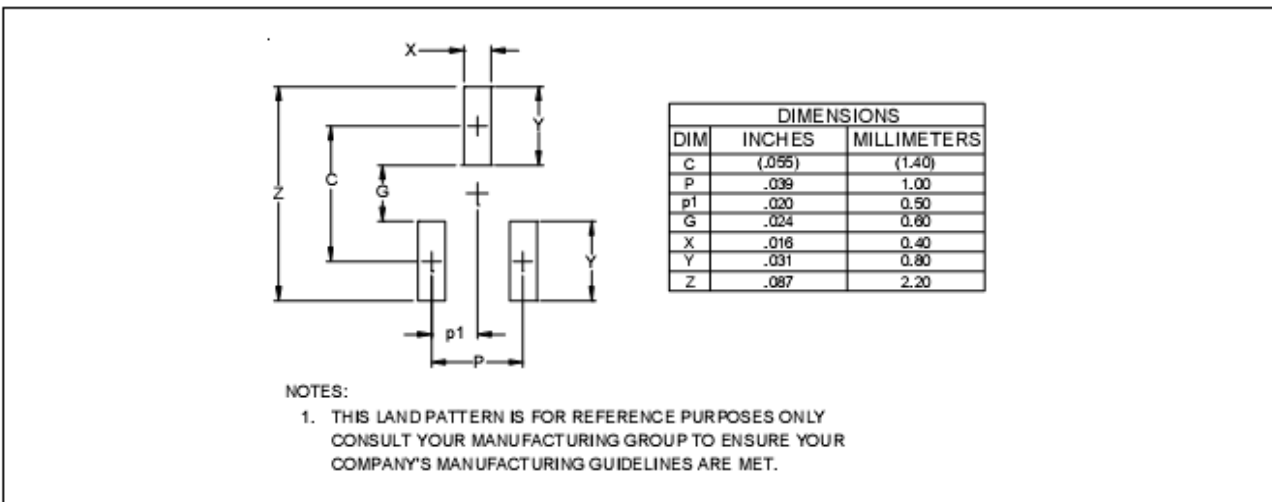 X
Y
Z
C
G
Y
p1
P
DIMENSIONS
DIM INCHES MILLIMETERS
C (.055) (1.40)
P .039 1.00
p1 .020 0.50
G .024 0.60
X .016 0.40
Y .031 0.80
Z .087 2.20
NOTES:
1. THIS LAND PATTERN IS FOR REFERENCE PURPOSES ONLY
CONSULT YOUR MANUFACTURING GROUP TO ENSURE YOUR
COMPANY'S MANUFACTURING GUIDELINES ARE MET.